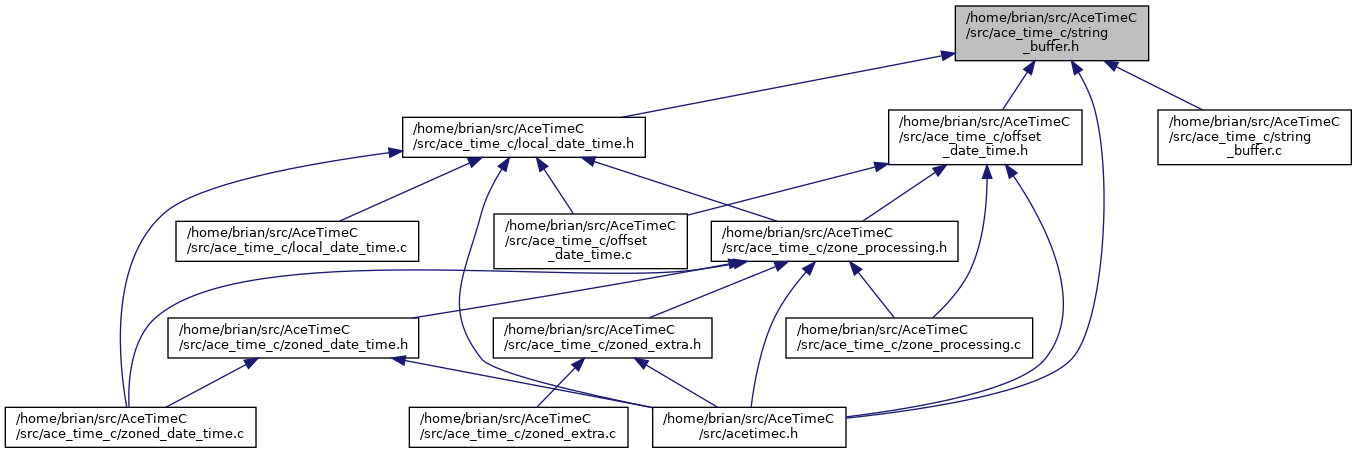 /home/brian/src/AceTimeC
/src/ace_time_c/string
_buffer.h
/home/brian/src/AceTimeC
/src/ace_time_c/local_date_time.h
/home/brian/src/AceTimeC
/src/ace_time_c/offset
_date_time.h
/home/brian/src/AceTimeC
/src/ace_time_c/string
_buffer.c
/home/brian/src/AceTimeC
/src/ace_time_c/local_date_time.c
/home/brian/src/AceTimeC
/src/ace_time_c/offset
_date_time.c
/home/brian/src/AceTimeC
/src/ace_time_c/zone_processing.h
/home/brian/src/AceTimeC
/src/ace_time_c/zoned_date_time.h
/home/brian/src/AceTimeC
/src/ace_time_c/zoned_extra.h
/home/brian/src/AceTimeC
/src/ace_time_c/zone_processing.c
/home/brian/src/AceTimeC
/src/ace_time_c/zoned_date_time.c
/home/brian/src/AceTimeC
/src/ace_time_c/zoned_extra.c
/home/brian/src/AceTimeC
/src/acetimec.h